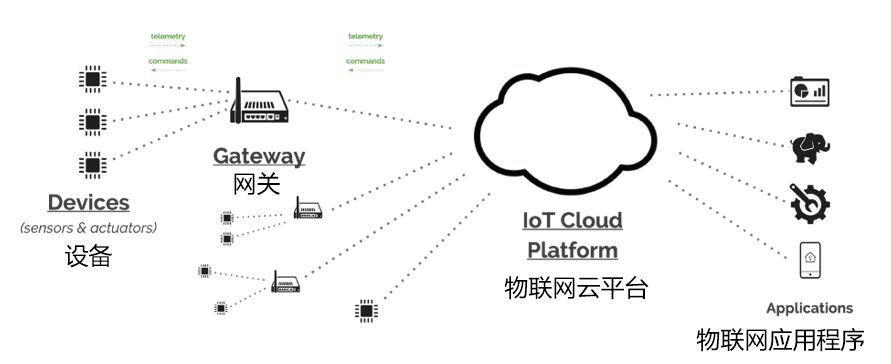 telemetry
commands
telemetry
commands
Gateway
网关
Devices
(sensors & actuators)
设备
IoT Cloud
Platform
物联网云平台
Applications
物联网应用程序